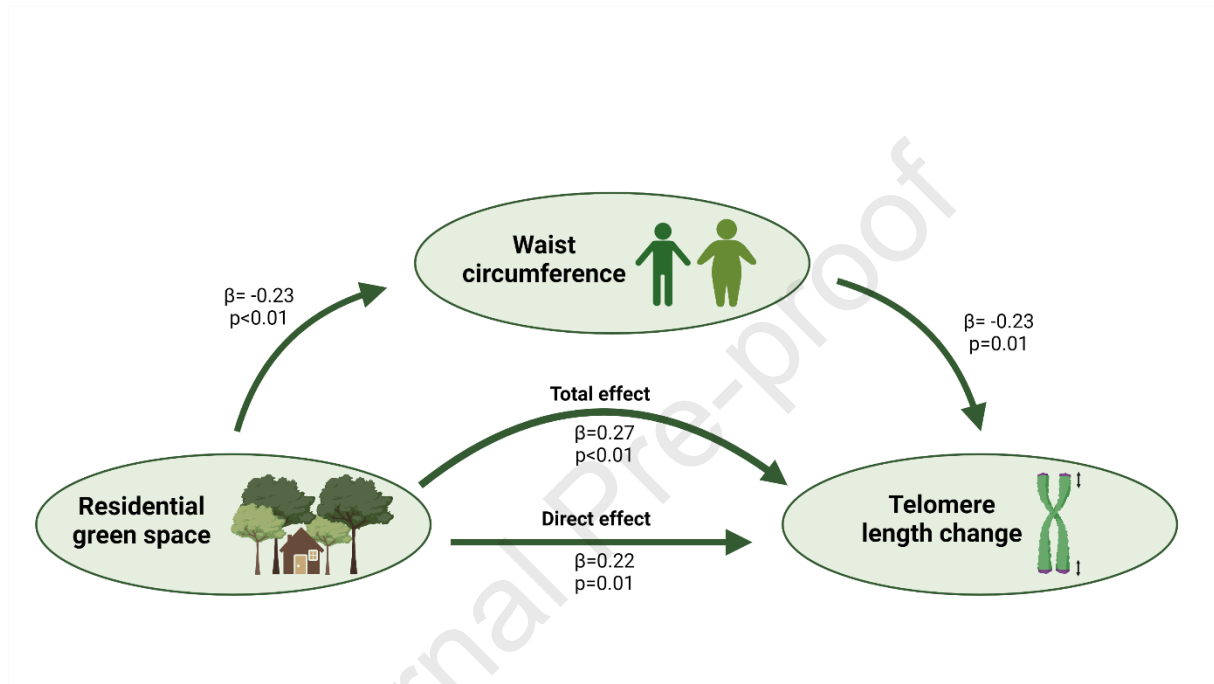 Waist
circumference
β= -0.23
p<0.01
β= -0.23
p=0.01
Total effect
β=0.27
p<0.01
Residential
green space
Direct effect
β=0.22
p=0.01
Telomere
length change
rnal Pre-proof